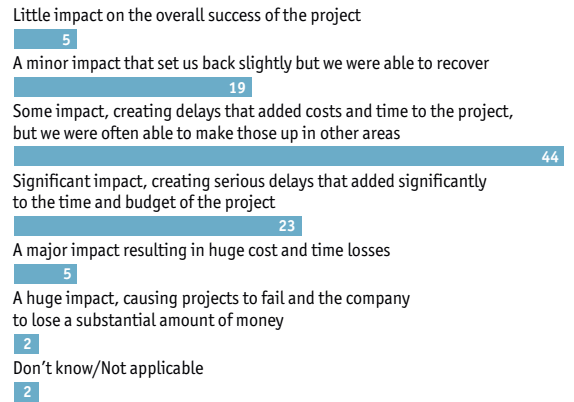 Little impact on the overall success of the project
5
A minor impact that set us back slightly but we were able to recover
19
Some impact, creating delays that added costs and time to the project,
but we were often able to make those up in other areas
44
Significant impact, creating serious delays that added significantly
to the time and budget of the project
23
A major impact resulting in huge cost and time losses
5
A huge impact, causing projects to fail and the company
to lose a substantial amount of money
2
Don’t know/Not applicable
2